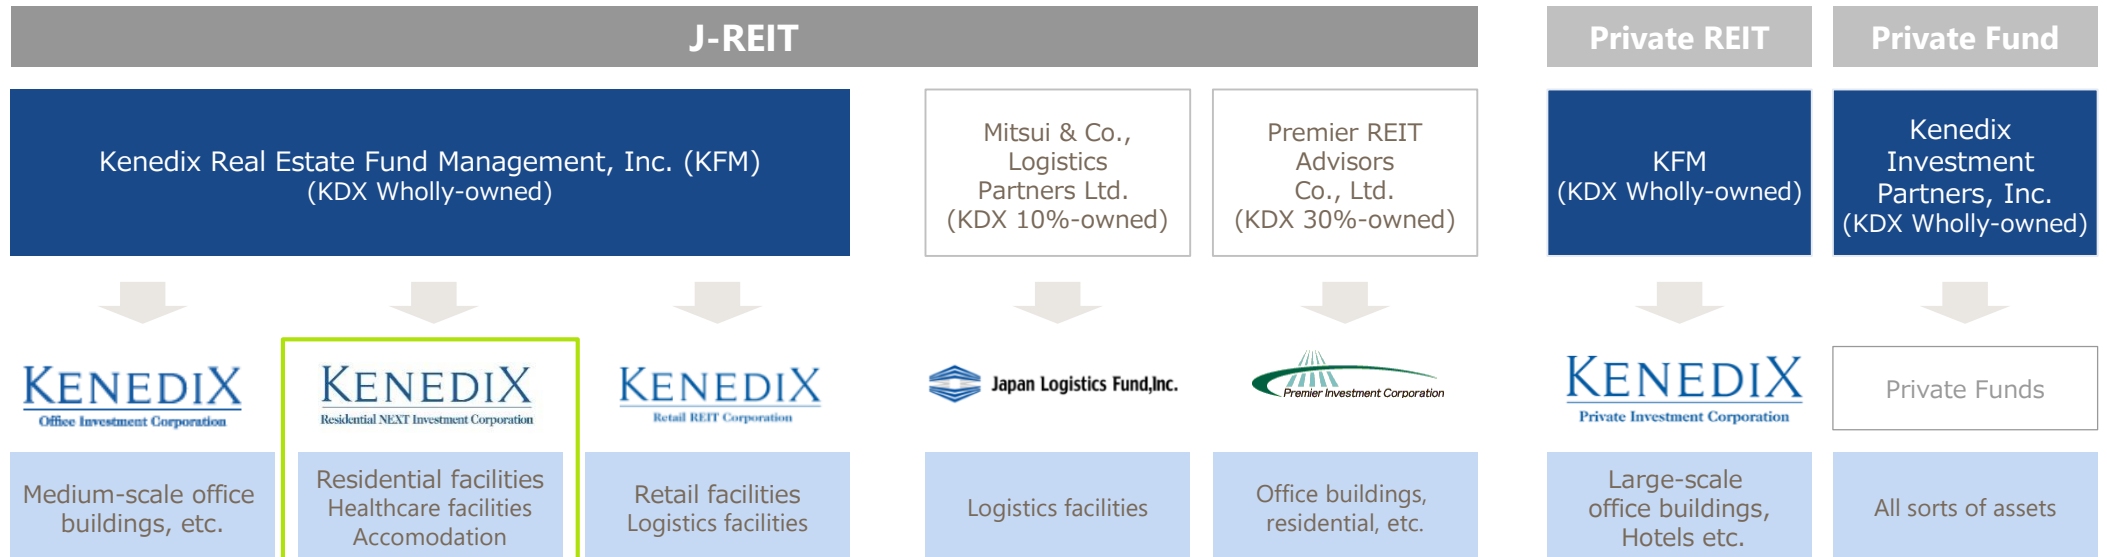 J-REIT
Private REIT
Private Fund
Kenedix Real Estate Fund Management, Inc. (KFM)
(KDX Wholly-owned)
Mitsui & Co.,
Logistics
Partners Ltd.
(KDX 10%-owned)
Premier REIT
Advisors
Co., Ltd.
(KDX 30%-owned)
KFM
(KDX Wholly-owned)
Kenedix
Investment
Partners, Inc.
(KDX Wholly-owned)
KENEDIX
Office Investment Corporation
KENEDIX
Residential NEXT Investment Corporation
KENEDIX
Retail REIT Corporation
Japan Logistics Fund,Inc.
Premier Investment Corporation
KENEDIX
Private Investment Corporation
Private Funds
Medium-scale office
buildings, etc.
Residential facilities
Healthcare facilities
Accomodation
Retail facilities
Logistics facilities
Logistics facilities
Office buildings,
residential, etc.
Large-scale
office buildings,
Hotels etc.
All sorts of assets